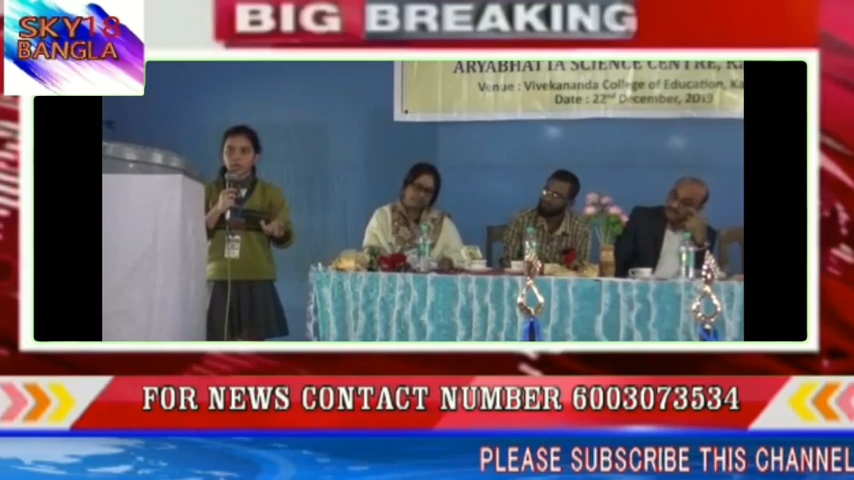 SKY18
BANGLA
BIG BREAKING
ARYABHATTA SCIENCE CENTRE,
Venue : Vivekananda College of Education,
Date : 22nd December, 2019
FOR NEWS CONTACT NUMBER 6003073534
PLEASE SUBSCRIBE THIS CHANNEL